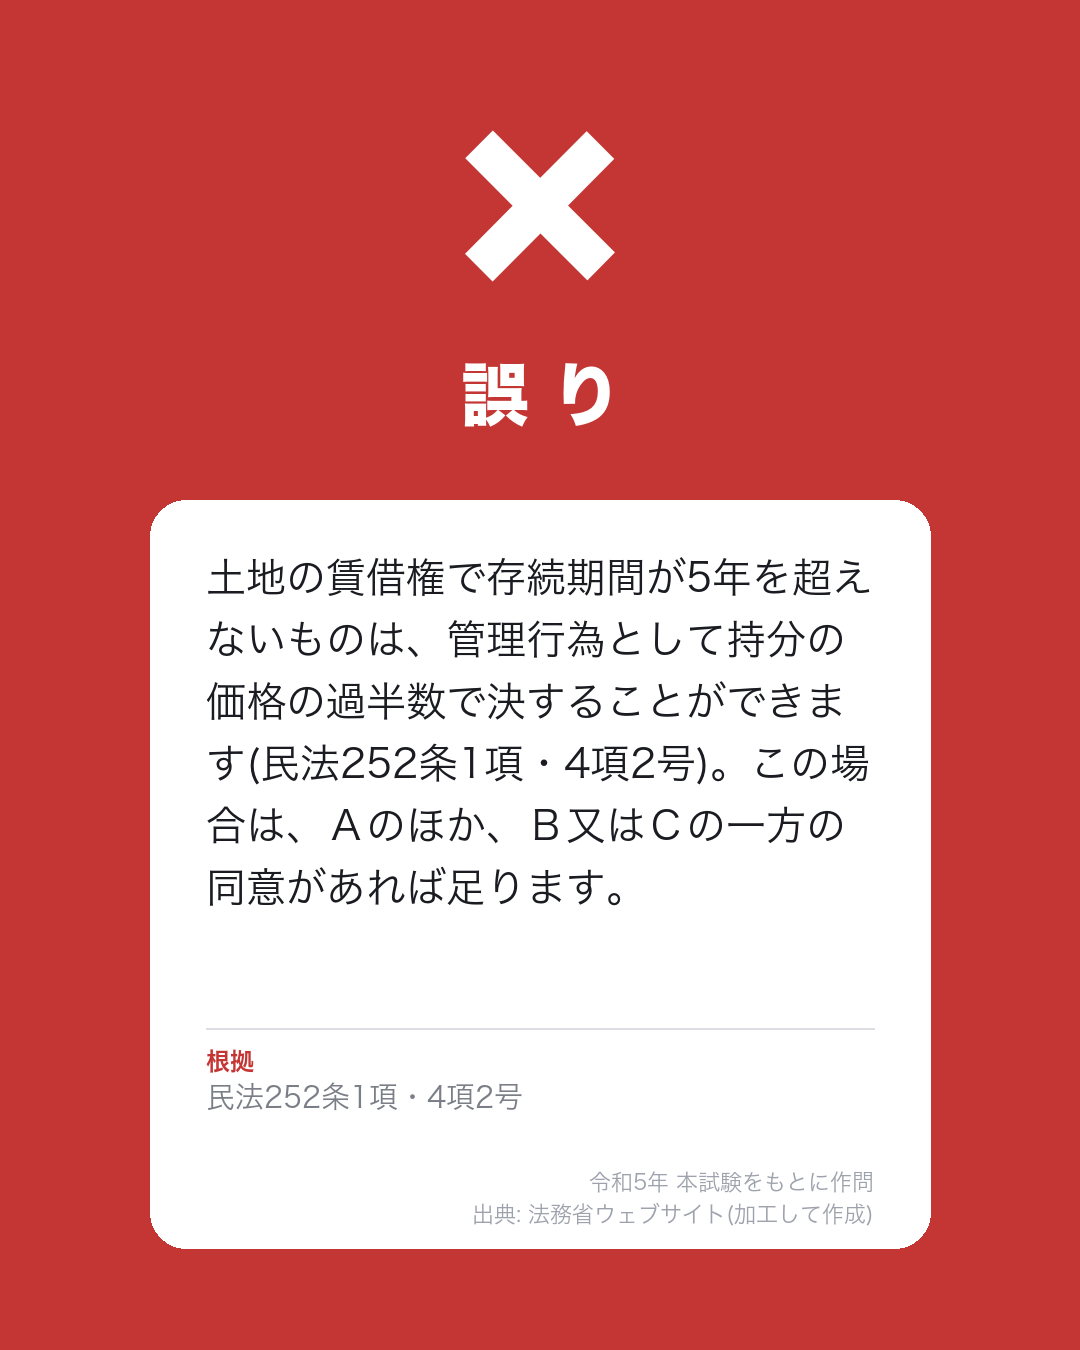 誤り
土地の賃借権で存続期間が5年を超え
ないものは、管理行為として持分の
価格の過半数で決することができま
す(民法252条1項・4項2号)。この場
合は、Ａのほか、Ｂ又はＣの一方の
同意があれば足ります。
根拠
民法252条1項・4項2号
令和5年 本試験をもとに作問
出典: 法務省ウェブサイト(加工して作成)